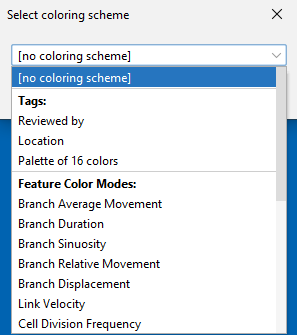 Select coloring scheme
[no coloring scheme]
[no coloring scheme]
Tags:
Reviewed by
Location
Palette of 16 colors
Feature Color Modes:
Branch Average Movement
Branch Duration
Branch Sinuosity
Branch Relative Movement
Branch Displacement
Link Velocity
Cell Division Frequency